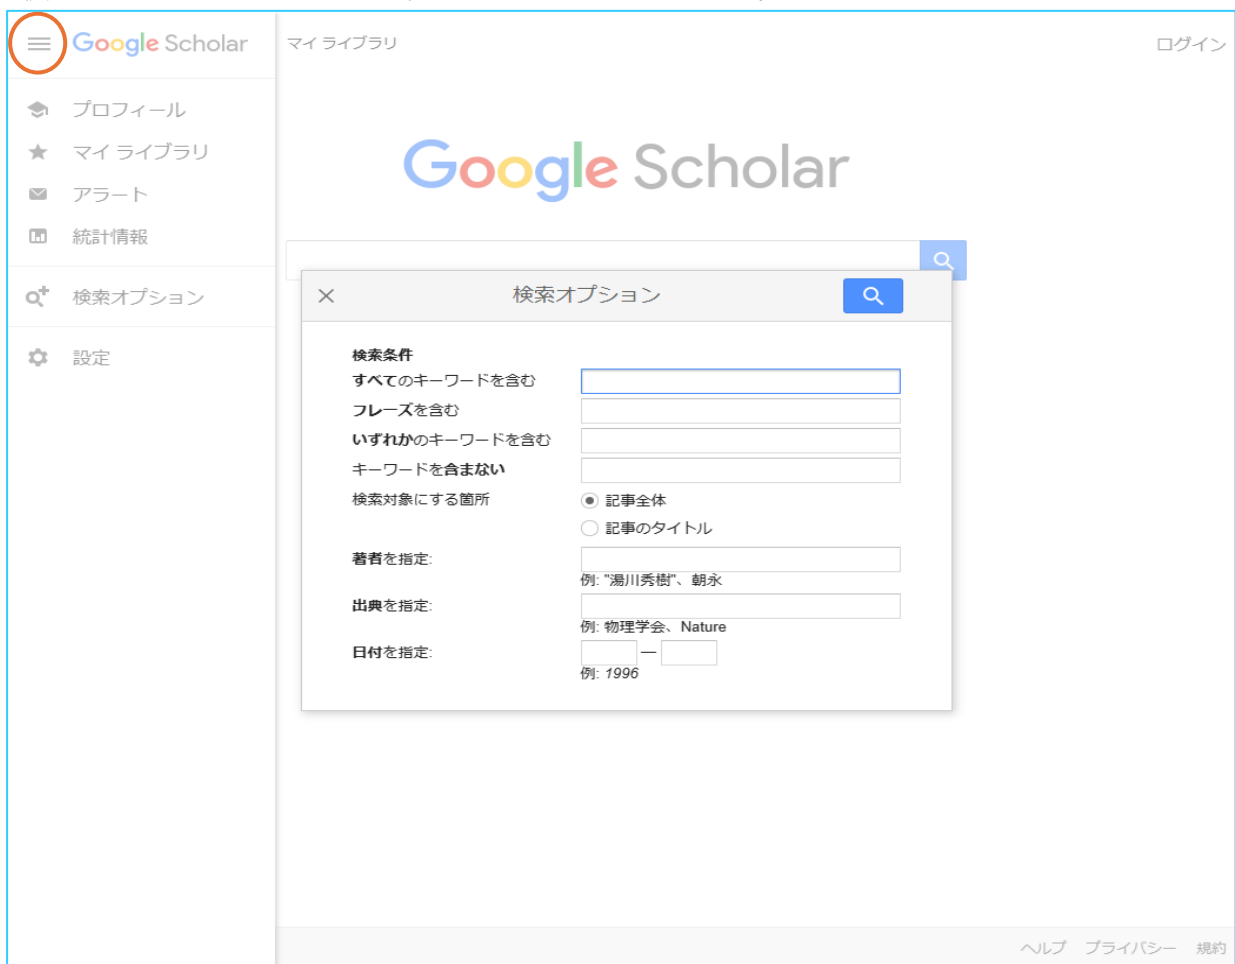 Google Scholar
マイ ライブラリ
ログイン
プロフィール
マイ ライブラリ
アラート
統計情報
検索オプション
設定
Google Scholar
検索オプション
検索条件
すべてのキーワードを含む
フレーズを含む
いずれかのキーワードを含む
キーワードを含まない
検索対象にする箇所
記事全体
記事のタイトル
著者を指定:
例: "湯川秀樹"、朝永
出典を指定:
例: 物理学会、Nature
日付を指定:
—
例: 1996
ヘルプ プライバシー 規約